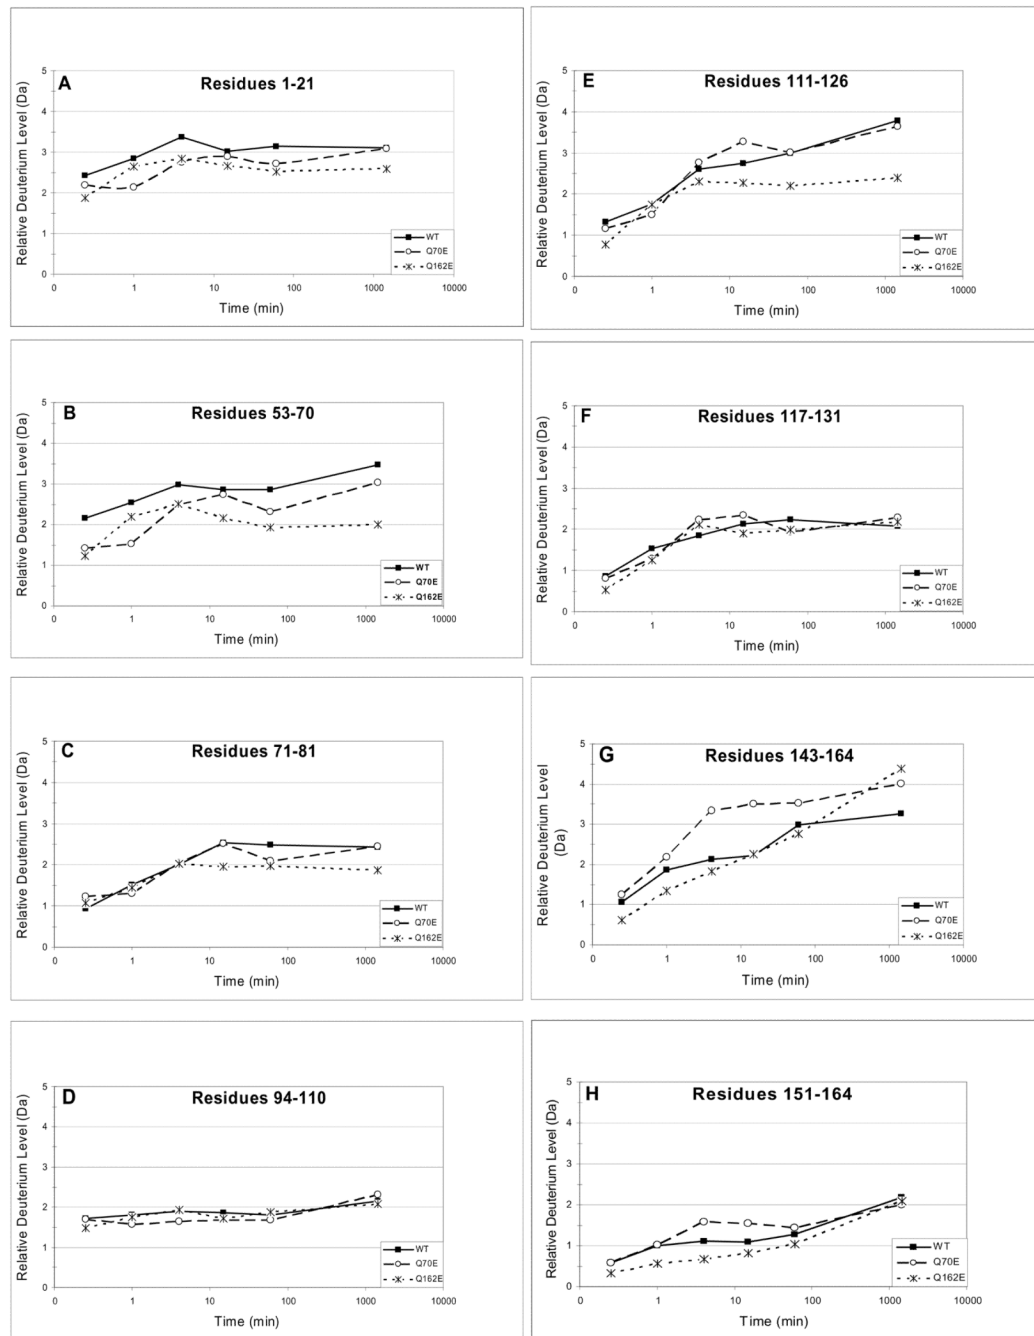 A
Residues 1-21
Relative Deuterium Level (Da)
5
4
3
2
1
0
WT
Q70E
Q162E
0 1 10 100 1000 10000
Time (min)
B
Residues 53-70
Relative Deuterium Level (Da)
5
4
3
2
1
0
WT
Q70E
Q162E
0 1 10 100 1000 10000
Time (min)
C
Residues 71-81
Relative Deuterium Level (Da)
5
4
3
2
1
0
WT
Q70E
Q162E
0 1 10 100 1000 10000
Time (min)
D
Residues 94-110
Relative Deuterium Level (Da)
5
4
3
2
1
0
WT
Q70E
Q162E
0 1 10 100 1000 10000
Time (min)
E
Residues 111-126
Relative Deuterium Level (Da)
5
4
3
2
1
0
WT
Q70E
Q162E
0 1 10 100 1000 10000
Time (min)
F
Residues 117-131
Relative Deuterium Level (Da)
5
4
3
2
1
0
WT
Q70E
Q162E
0 1 10 100 1000 10000
Time (min)
G
Residues 143-164
Relative Deuterium Level
(Da)
5
4
3
2
1
0
WT
Q70E
Q162E
0 1 10 100 1000 10000
Time (min)
H
Residues 151-164
Relative Deuterium Level (Da)
5
4
3
2
1
0
WT
Q70E
Q162E
0 1 10 100 1000 10000
Time (min)